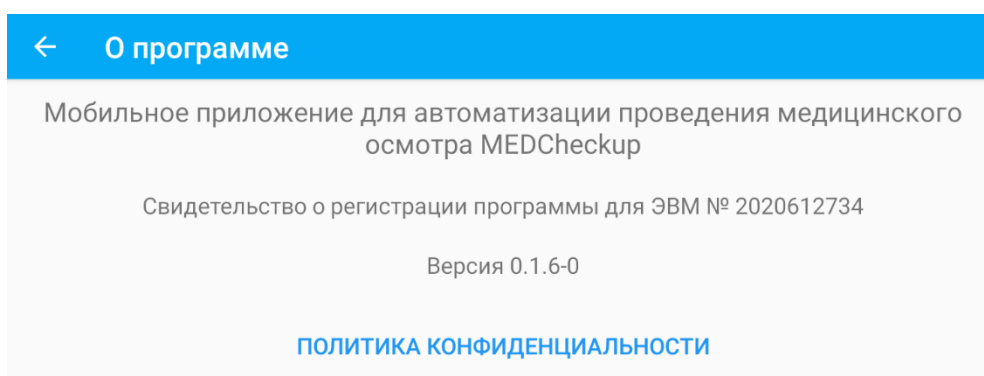 О программе
Мобильное приложение для автоматизации проведения медицинского
осмотра MEDCheckup
Свидетельство о регистрации программы для ЭВМ № 2020612734
Версия 0.1.6-0
ПОЛИТИКА КОНФИДЕНЦИАЛЬНОСТИ